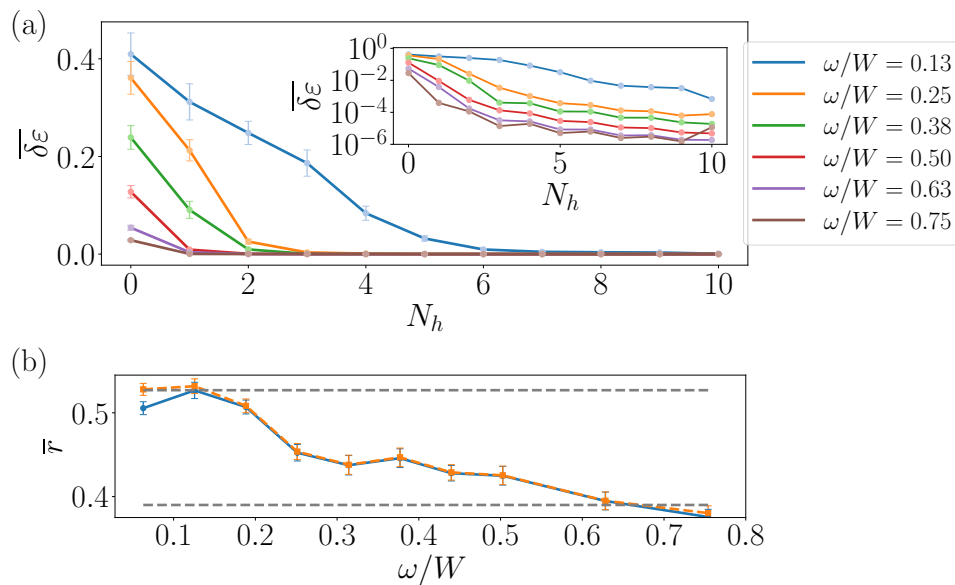 (a)
0.4
0.2
0.0
δε
0 2 4 6 8 10
N_h
10^0
10^{-2}
10^{-4}
10^{-6}
δε
0 5 10
N_h
ω/W = 0.13
ω/W = 0.25
ω/W = 0.38
ω/W = 0.50
ω/W = 0.63
ω/W = 0.75
(b)
0.5
0.4
r
0.1 0.2 0.3 0.4 0.5 0.6 0.7 0.8
ω/W